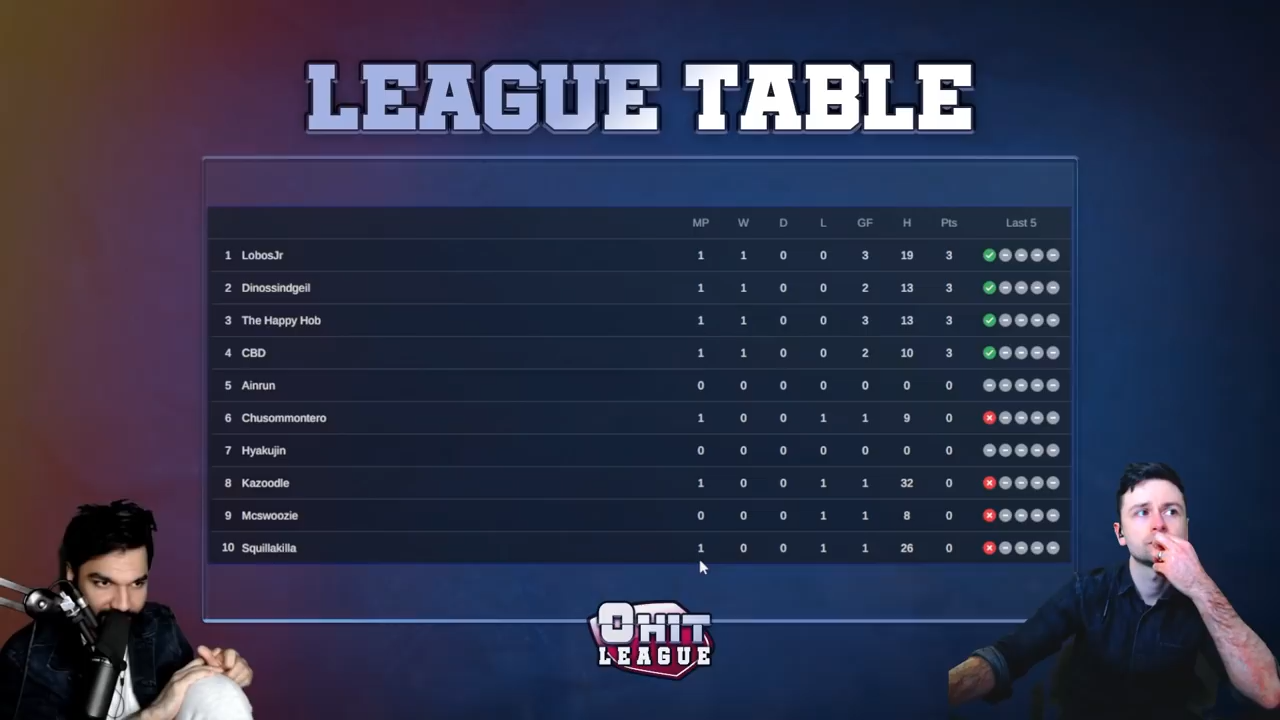 LEAGUE TABLE
MP W D L GF H Pts Last 5
1 LobosJr 1 1 0 0 3 19 3
2 Dinossindgeil 1 1 0 0 2 13 3
3 The Happy Hob 1 1 0 0 3 13 3
4 CBD 1 1 0 0 2 10 3
5 Ainrun 0 0 0 0 0 0 0
6 Chusommontero 1 0 0 1 1 9 0
7 Hyakujin 0 0 0 0 0 0 0
8 Kazoodle 1 0 0 1 1 32 0
9 Mcswoozie 0 0 0 1 1 8 0
10 Squillakilla 1 0 0 1 1 26 0
0HIT
LEAGUE